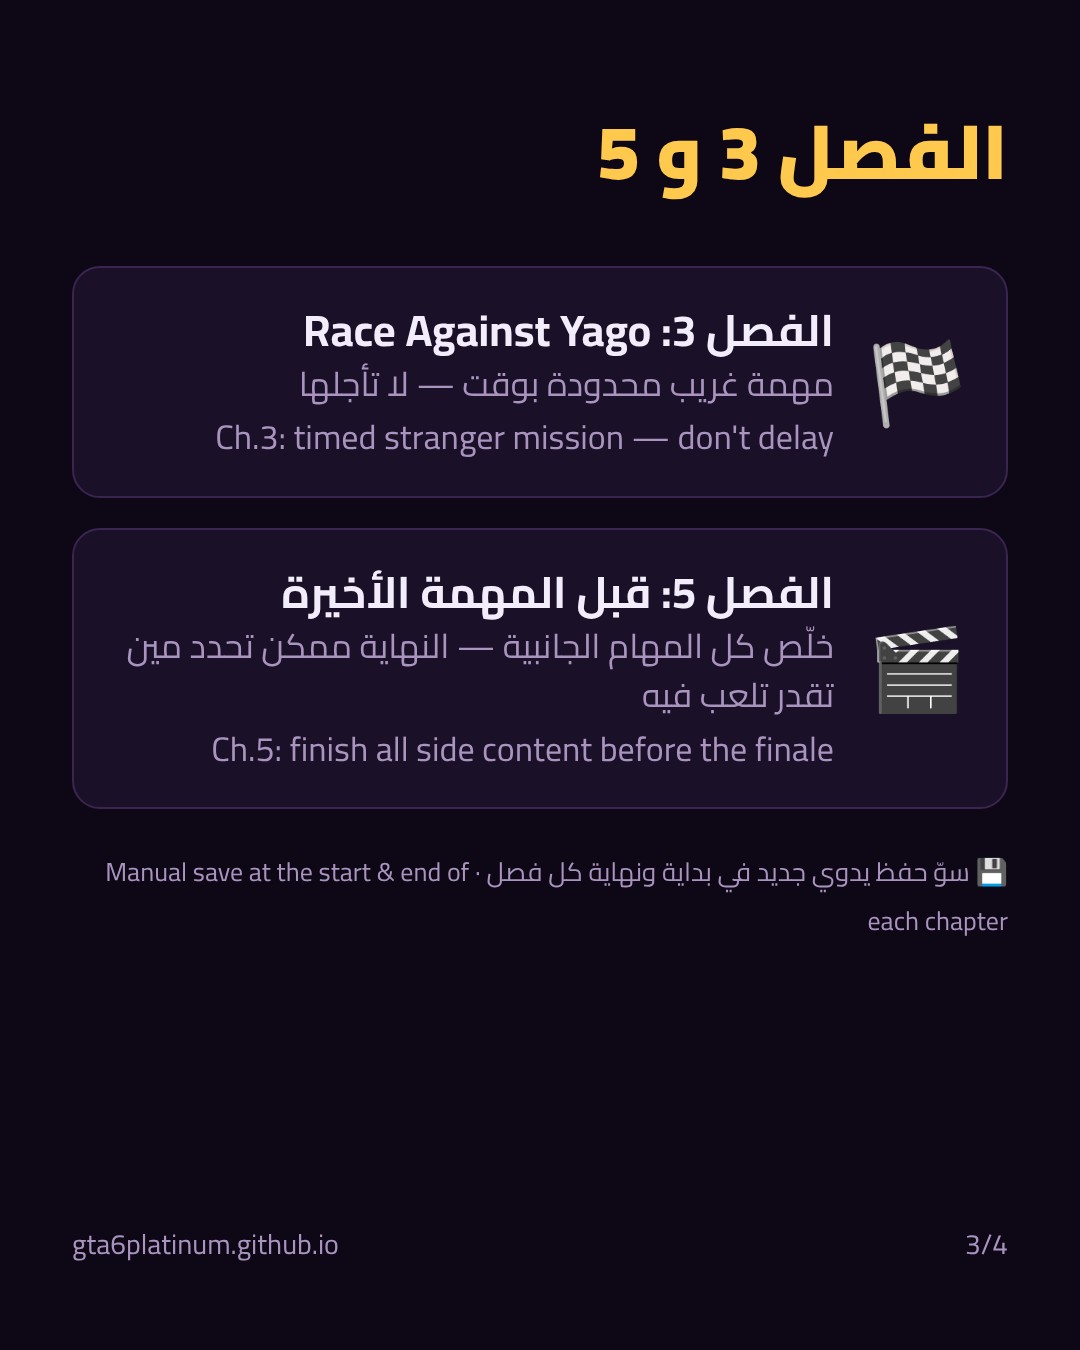 الفصل 3 و 5
الفصل 3: Race Against Yago
مهمة غريب محدودة بوقت — لا تأجلها
Ch.3: timed stranger mission — don't delay
الفصل 5: قبل المهمة الأخيرة
خلّص كل المهام الجانبية — النهاية ممكن تحدد مين
تقدر تلعب فيه
Ch.5: finish all side content before the finale
💾 سوّ حفظ يدوي جديد في بداية ونهاية كل فصل · Manual save at the start & end of
each chapter
gta6platinum.github.io
3/4